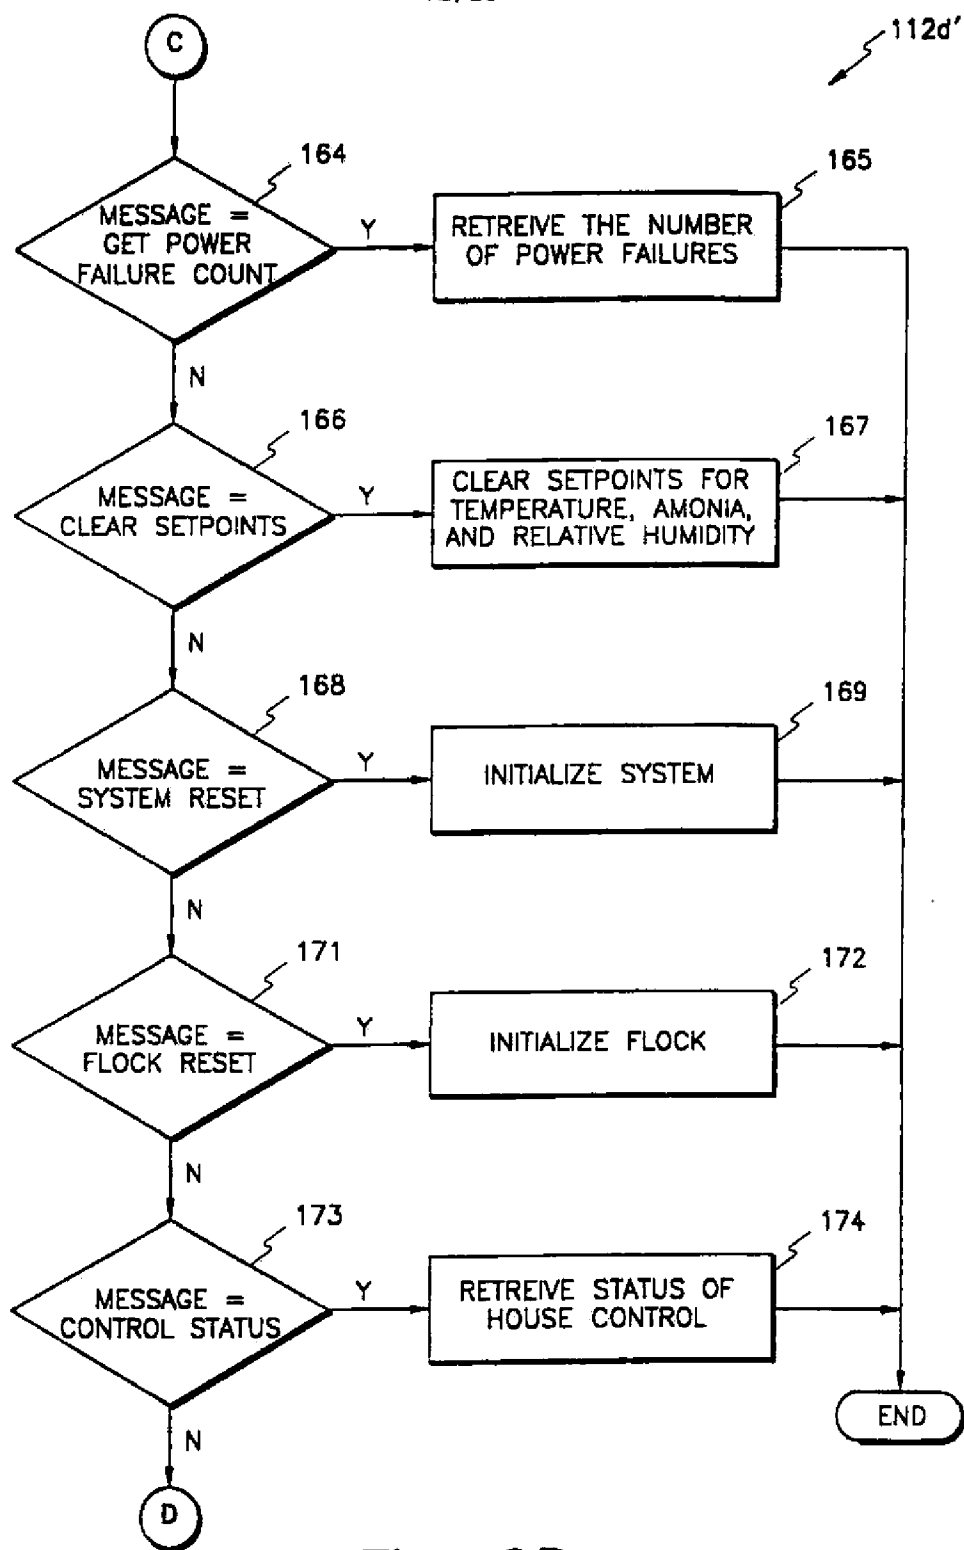 C
112d'
164
MESSAGE =
GET POWER
FAILURE COUNT
Y
165
RETREIVE THE NUMBER
OF POWER FAILURES
N
166
MESSAGE =
CLEAR SETPOINTS
Y
167
CLEAR SETPOINTS FOR
TEMPERATURE, AMONIA,
AND RELATIVE HUMIDITY
N
168
MESSAGE =
SYSTEM RESET
Y
169
INITIALIZE SYSTEM
N
171
MESSAGE =
FLOCK RESET
Y
172
INITIALIZE FLOCK
N
173
MESSAGE =
CONTROL STATUS
Y
174
RETREIVE STATUS OF
HOUSE CONTROL
END
N
D